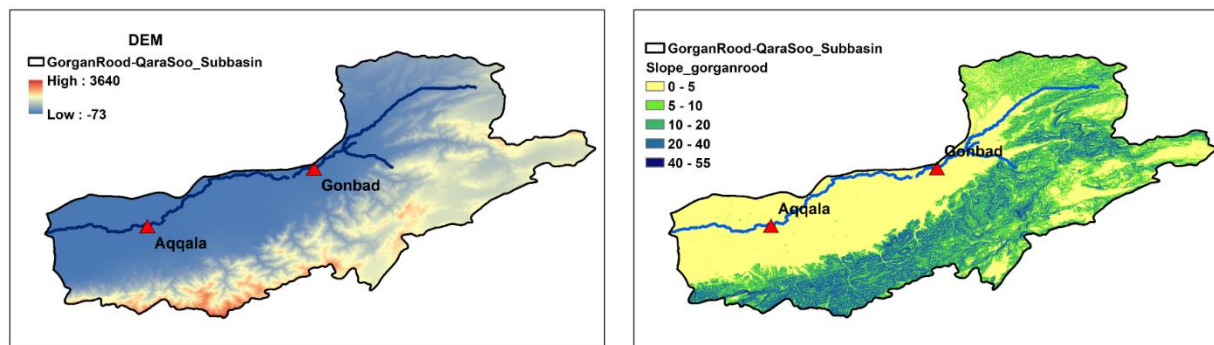 DEM
GorganRood-QaraSoo_Subbasin
High : 3640
Low : -73
Gonbad
Aqqala
GorganRood-QaraSoo_Subbasin
Slope_gorganrood
0 - 5
5 - 10
10 - 20
20 - 40
40 - 55
Gonbad
Aqqala